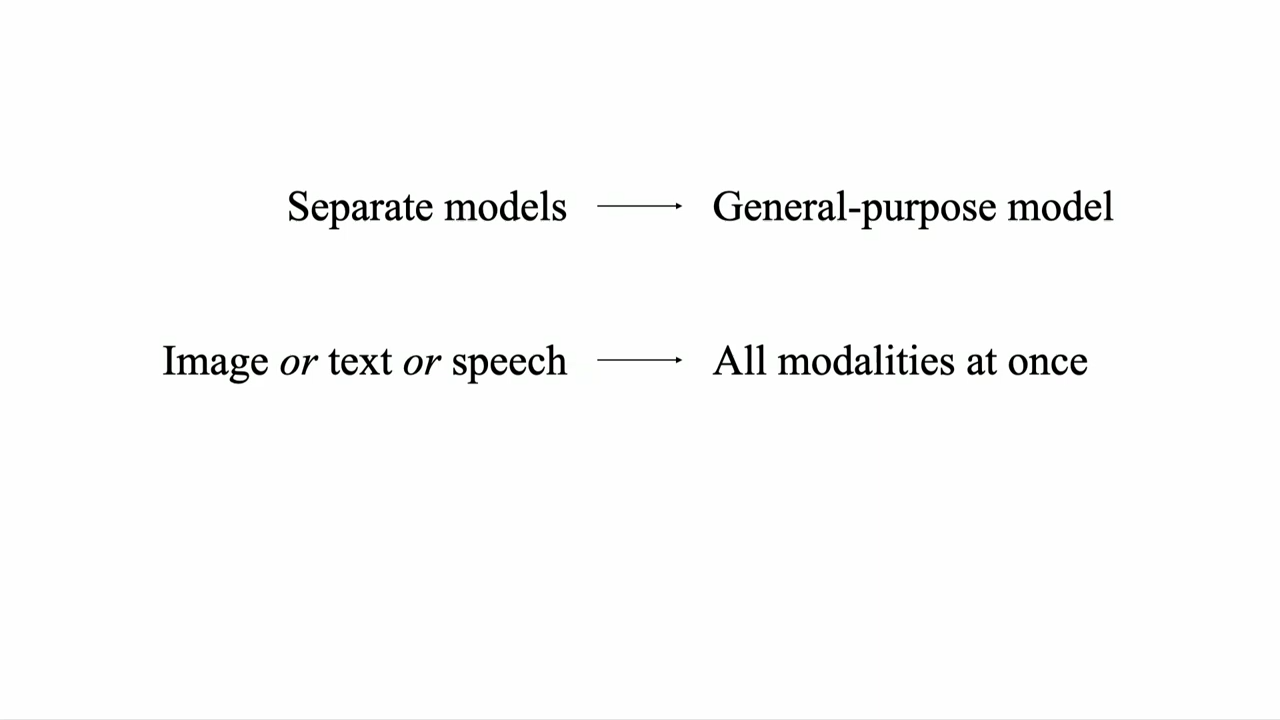 Separate models → General-purpose model
Image or text or speech → All modalities at once